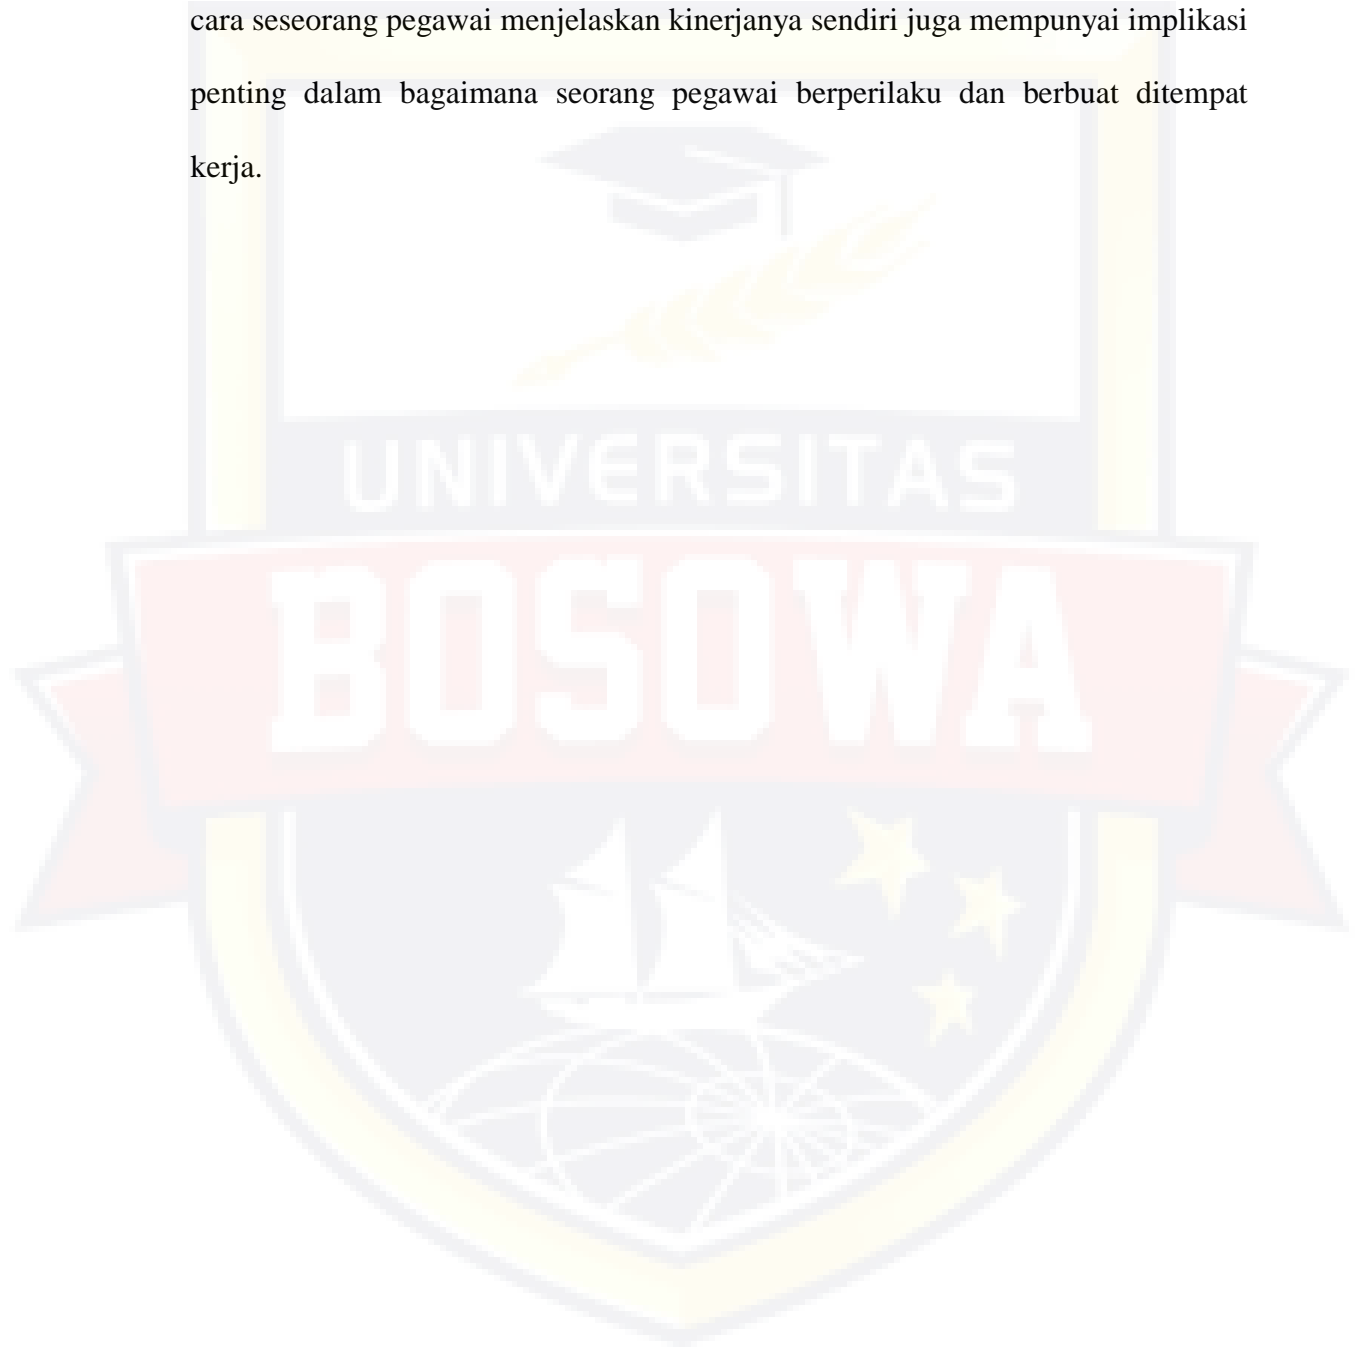 cara seseorang pegawai menjelaskan kinerjanya sendiri juga mempunyai implikasi
penting dalam bagaimana seorang pegawai berperilaku dan berbuat ditempat
kerja.
UNIVERSITAS
BOSOWA